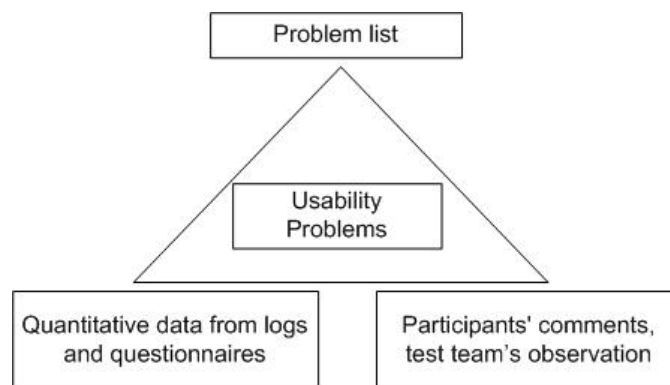 Problem list
Usability
Problems
Quantitative data from logs
and questionnaires
Participants' comments,
test team's observation